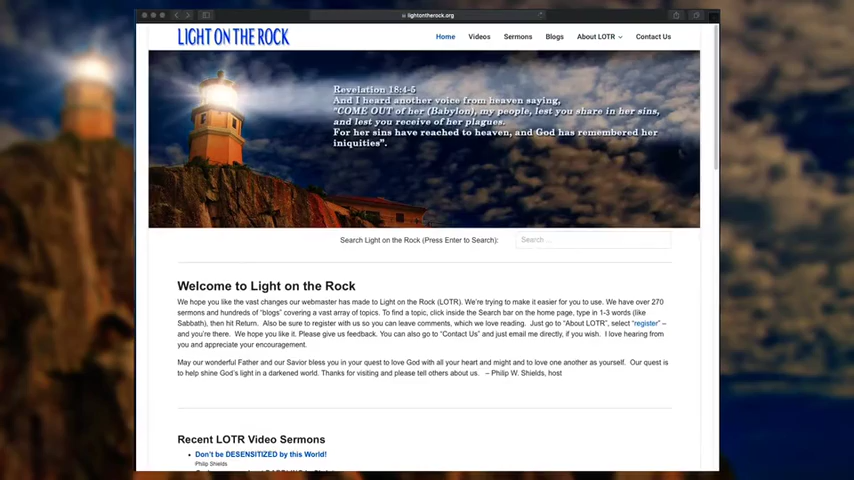 lightontherock.org
LIGHT ON THE ROCK
Home Videos Sermons Blogs About LOTR Contact Us
Revelation 18:4-5
And I heard another voice from heaven saying,
"COME OUT of her (Babylon), my people, lest you share in her sins,
and lest you receive of her plagues.
For her sins have reached to heaven, and God has remembered her
iniquities".
Search Light on the Rock (Press Enter to Search): Search ...
Welcome to Light on the Rock
We hope you like the vast changes our webmaster has made to Light on the Rock (LOTR). We're trying to make it easier for you to use. We have over 270
sermons and hundreds of "blogs" covering a vast array of topics. To find a topic, click inside the Search bar on the home page, type in 1-3 words (like
Sabbath), then hit Return. Also be sure to register with us so you can leave comments, which we love reading. Just go to "About LOTR", select "register" –
and you're there. We hope you like it. Please give us feedback. You can also go to "Contact Us" and just email me directly, if you wish. I love hearing from
you and appreciate your encouragement.
May our wonderful Father and our Savior bless you in your quest to love God with all your heart and might and to love one another as yourself. Our quest is
to help shine God's light in a darkened world. Thanks for visiting and please tell others about us. – Philip W. Shields, host
Recent LOTR Video Sermons
Don't be DESENSITIZED by this World!
Philip Shields